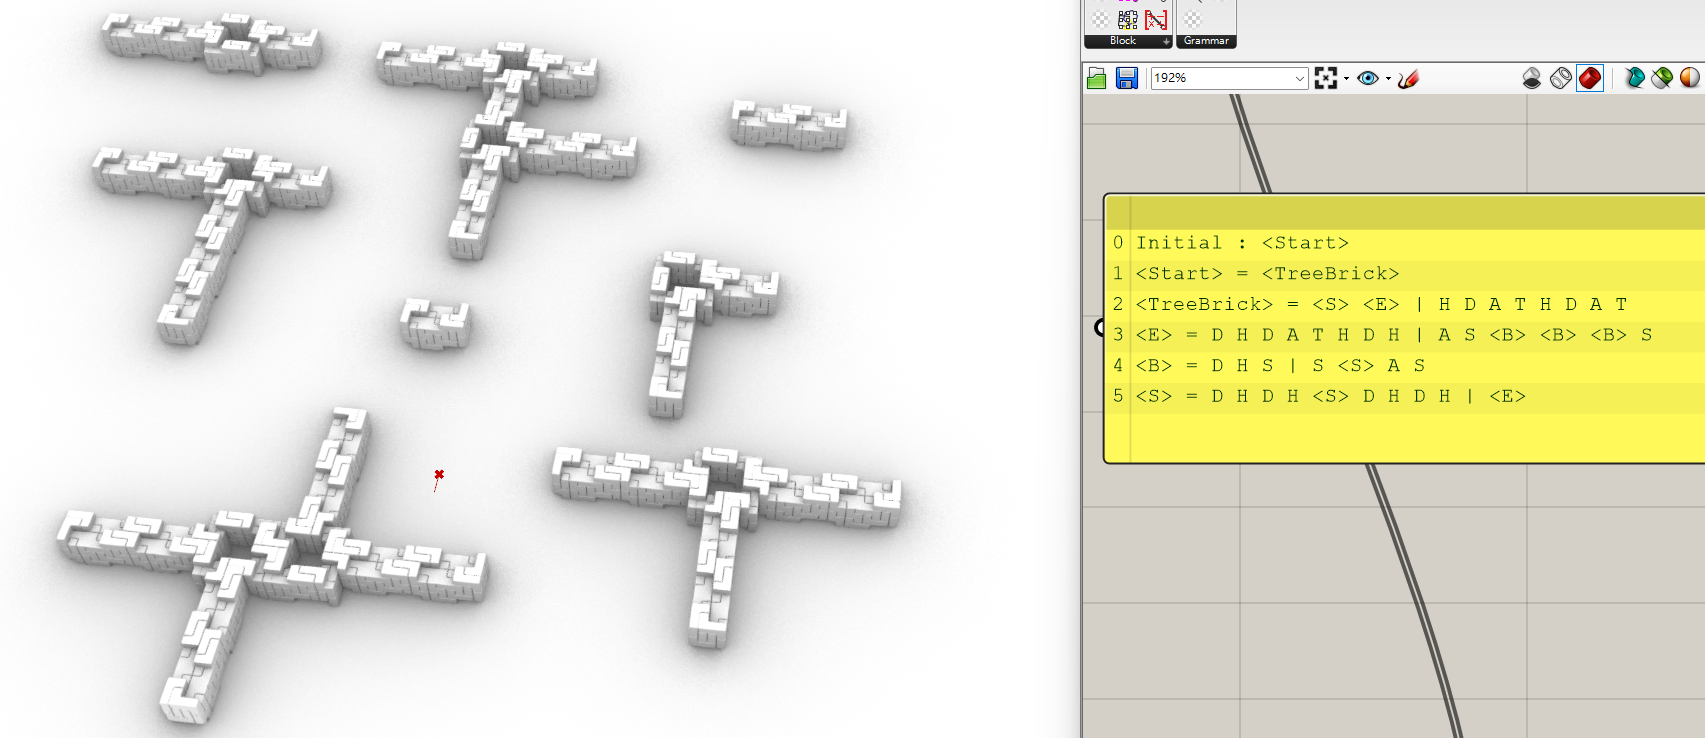 Block
Grammar
192%
0 Initial : <Start>
1 <Start> = <TreeBrick>
2 <TreeBrick> = <S> <E> | H D A T H D A T
3 <E> = D H D A T H D H | A S <B> <B> <B> S
4 <B> = D H S | S <S> A S
5 <S> = D H D H <S> D H D H | <E>